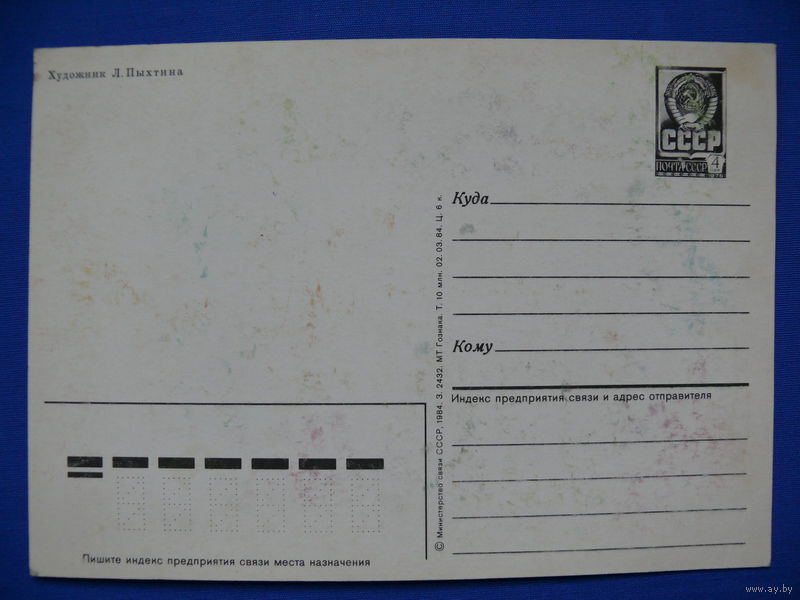 Художник Л. Пыхтина
СССР
ПОЧТА СССР 4
Куда
Кому
Индекс предприятия связи и адрес отправителя
© Министерство связи СССР, 1984. З. 2432. МТ Гознака. Т. 10 млн. 02. 03. 84. Ц. 6 к.
Пишите индекс предприятия связи места назначения
www.ay.by